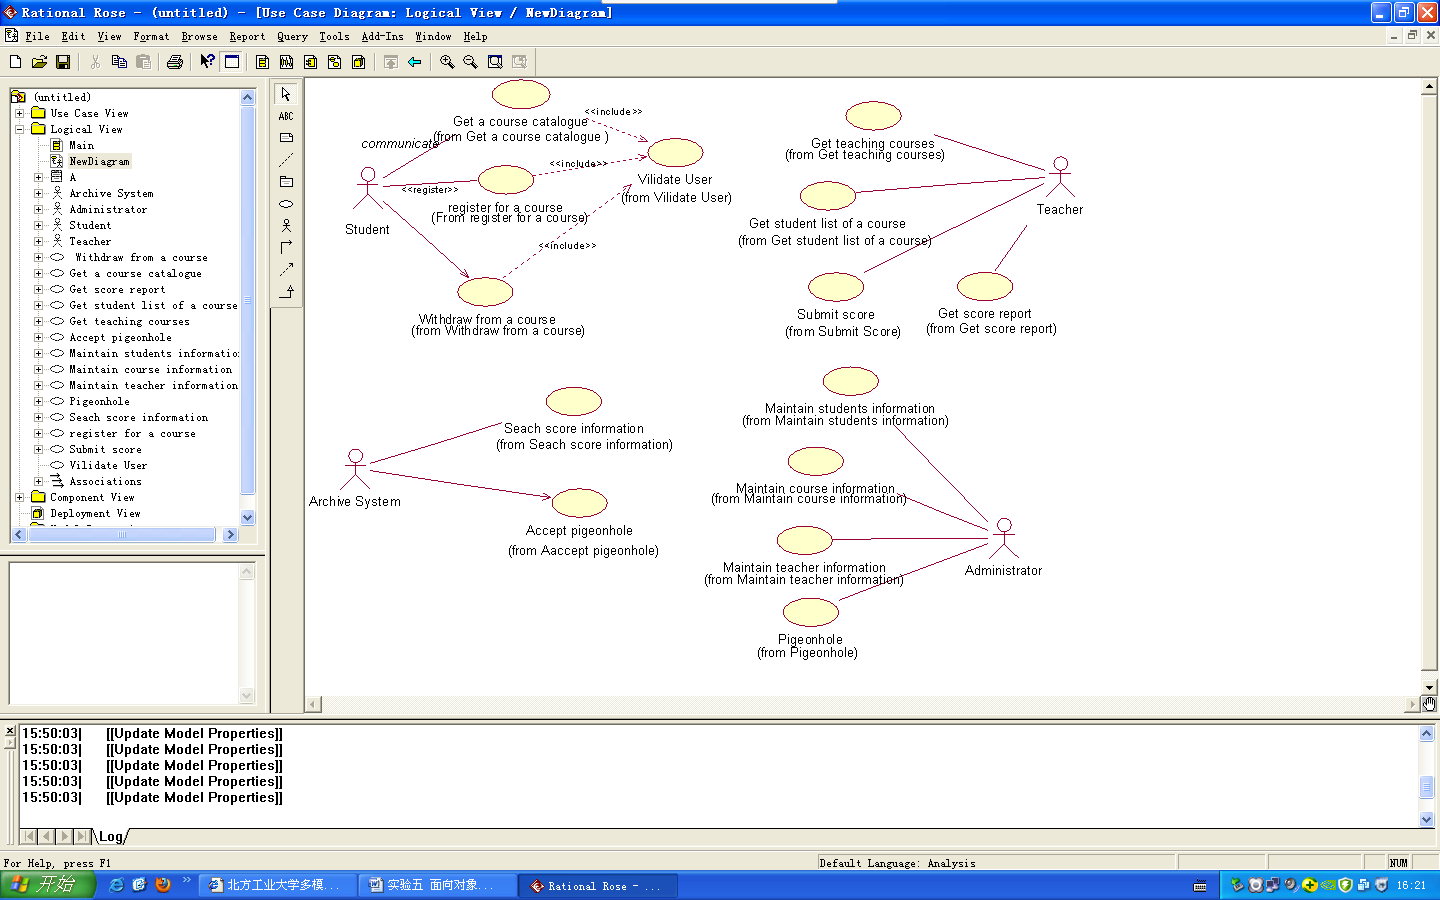 Rational Rose - (untitled) - [Use Case Diagram: Logical View / NewDiagram]
File Edit View Format Browse Report Query Tools Add-Ins Window Help
ABC
(untitled)
Use Case View
Logical View
Main
NewDiagram
A
Archive System
Administrator
Student
Teacher
Withdraw from a course
Get a course catalogue
Get score report
Get student list of a course
Get teaching courses
Accept pigeonhole
Maintain students informatio
Maintain course information
Maintain teacher information
Pigeonhole
Seach score information
register for a course
Submit score
Vilidate User
Associations
Component View
Deployment View
Get a course catalogue
(from Get a course catalogue )
communicate
<<include>>
Student
<<register>>
<<include>>
register for a course
(From register for a course)
Vilidate User
(from Vilidate User)
<<include>>
Withdraw from a course
(from Withdraw from a course)
Get teaching courses
(from Get teaching courses)
Teacher
Get student list of a course
(from Get student list of a course)
Submit score
(from Submit Score)
Get score report
(from Get score report)
Seach score information
(from Seach score information)
Archive System
Accept pigeonhole
(from Aaccept pigeonhole)
Maintain students information
(from Maintain students information)
Maintain course information
(from Maintain course information)
Maintain teacher information
(from Maintain teacher information)
Administrator
Pigeonhole
(from Pigeonhole)
15:50:03| [[Update Model Properties]]
15:50:03| [[Update Model Properties]]
15:50:03| [[Update Model Properties]]
15:50:03| [[Update Model Properties]]
15:50:03| [[Update Model Properties]]
Log
For Help, press F1
Default Language: Analysis
NUM
开始
北方工业大学多模...
实验五 面向对象...
Rational Rose - ...
16:21